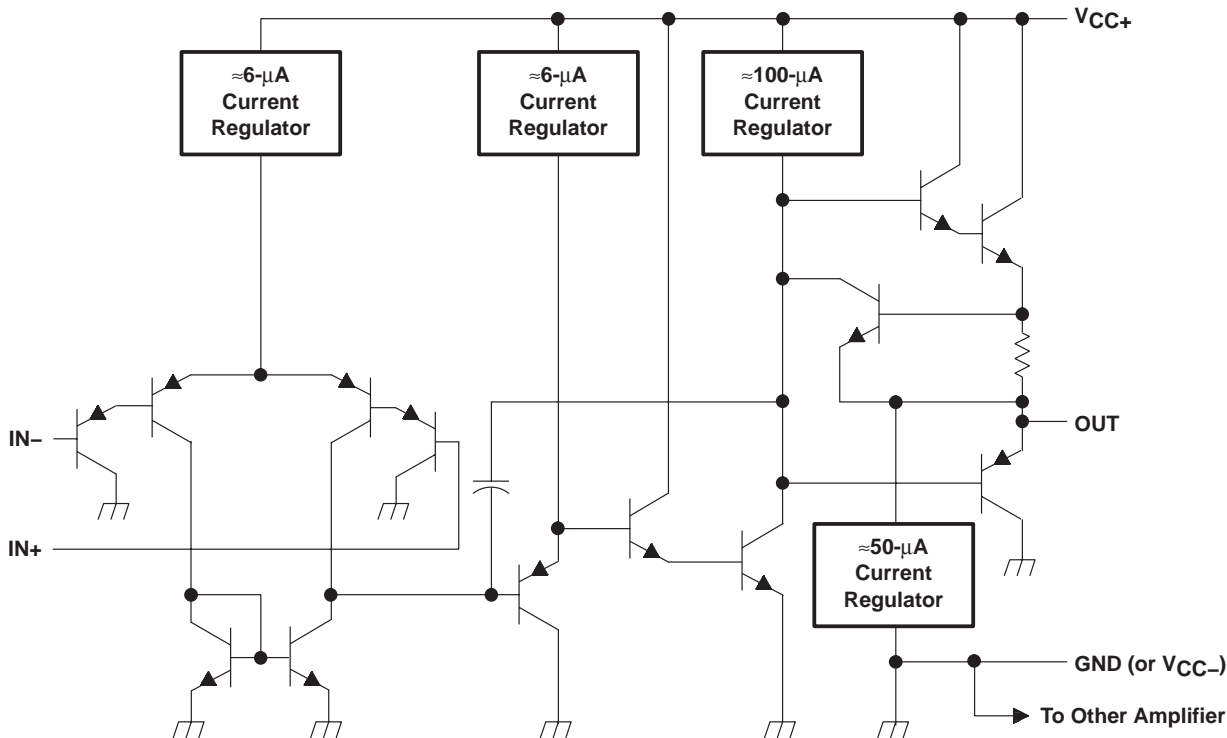 VCC+
≈6-μA
Current
Regulator
≈6-μA
Current
Regulator
≈100-μA
Current
Regulator
IN−
OUT
IN+
≈50-μA
Current
Regulator
GND (or VCC−)
To Other Amplifier